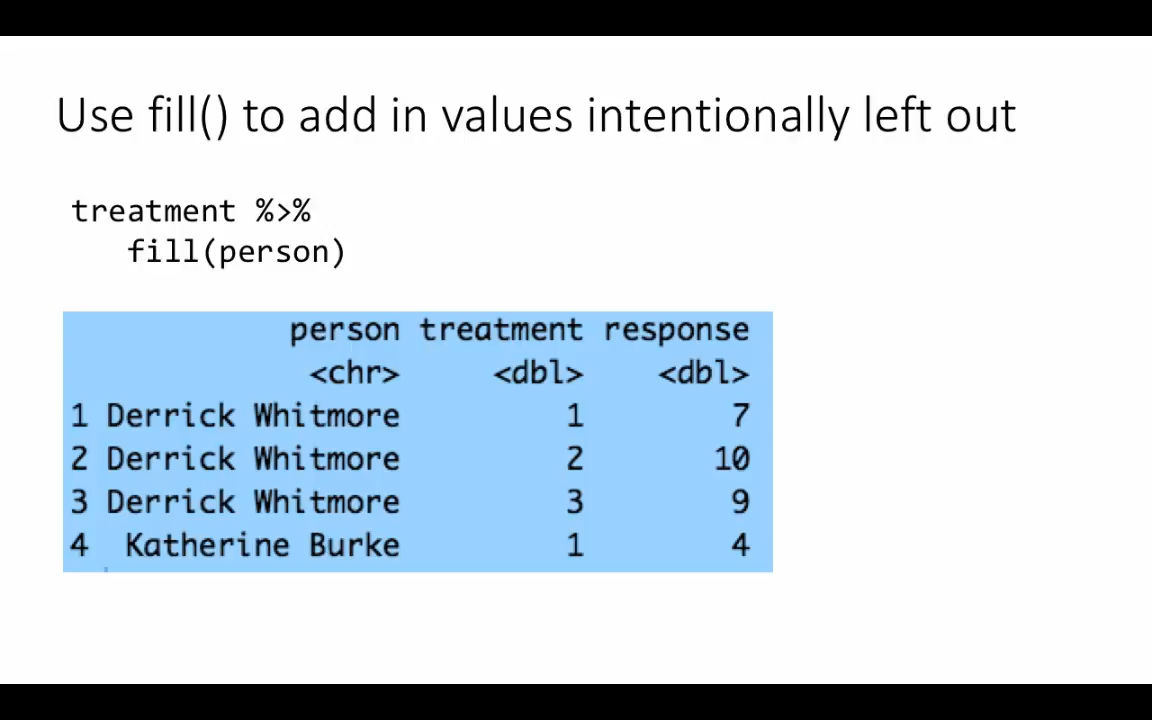 Use fill() to add in values intentionally left out
treatment %>%
fill(person)
person treatment response
<chr> <dbl> <dbl>
1 Derrick Whitmore 1 7
2 Derrick Whitmore 2 10
3 Derrick Whitmore 3 9
4 Katherine Burke 1 4